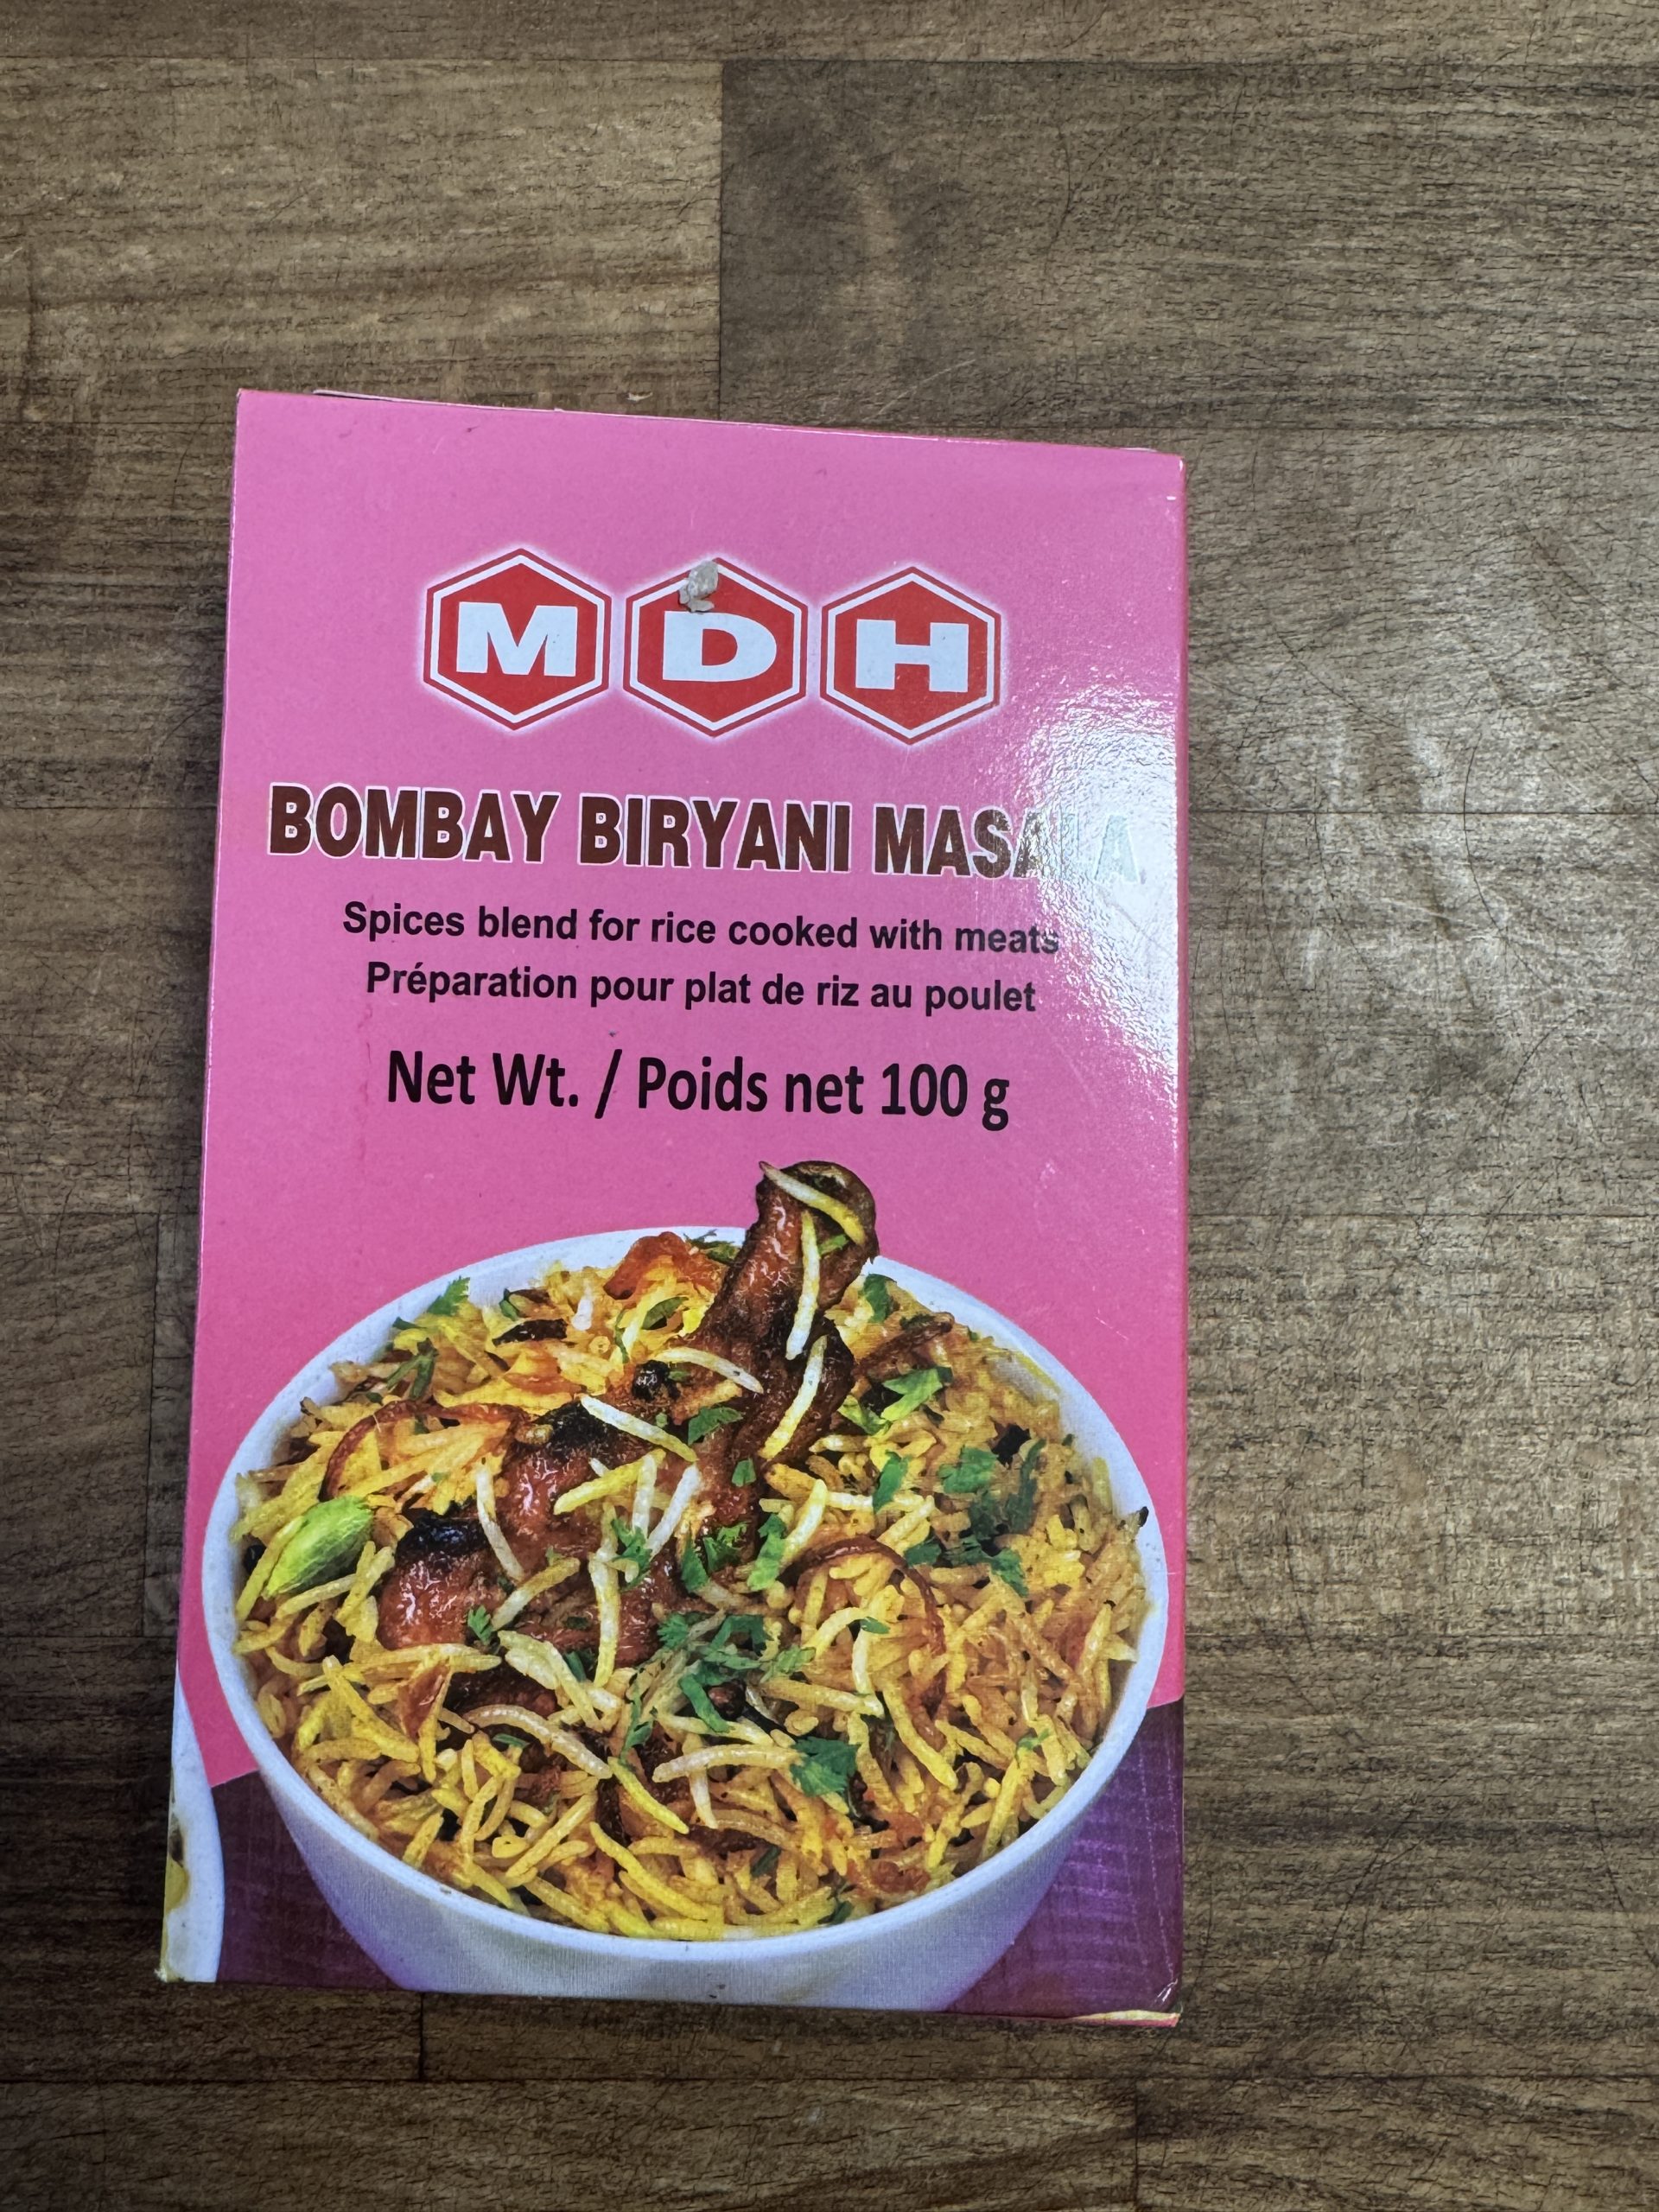 MDH
BOMBAY BIRYANI MASALA
Spices blend for rice cooked with meats
Préparation pour plat de riz au poulet
Net Wt. / Poids net 100 g